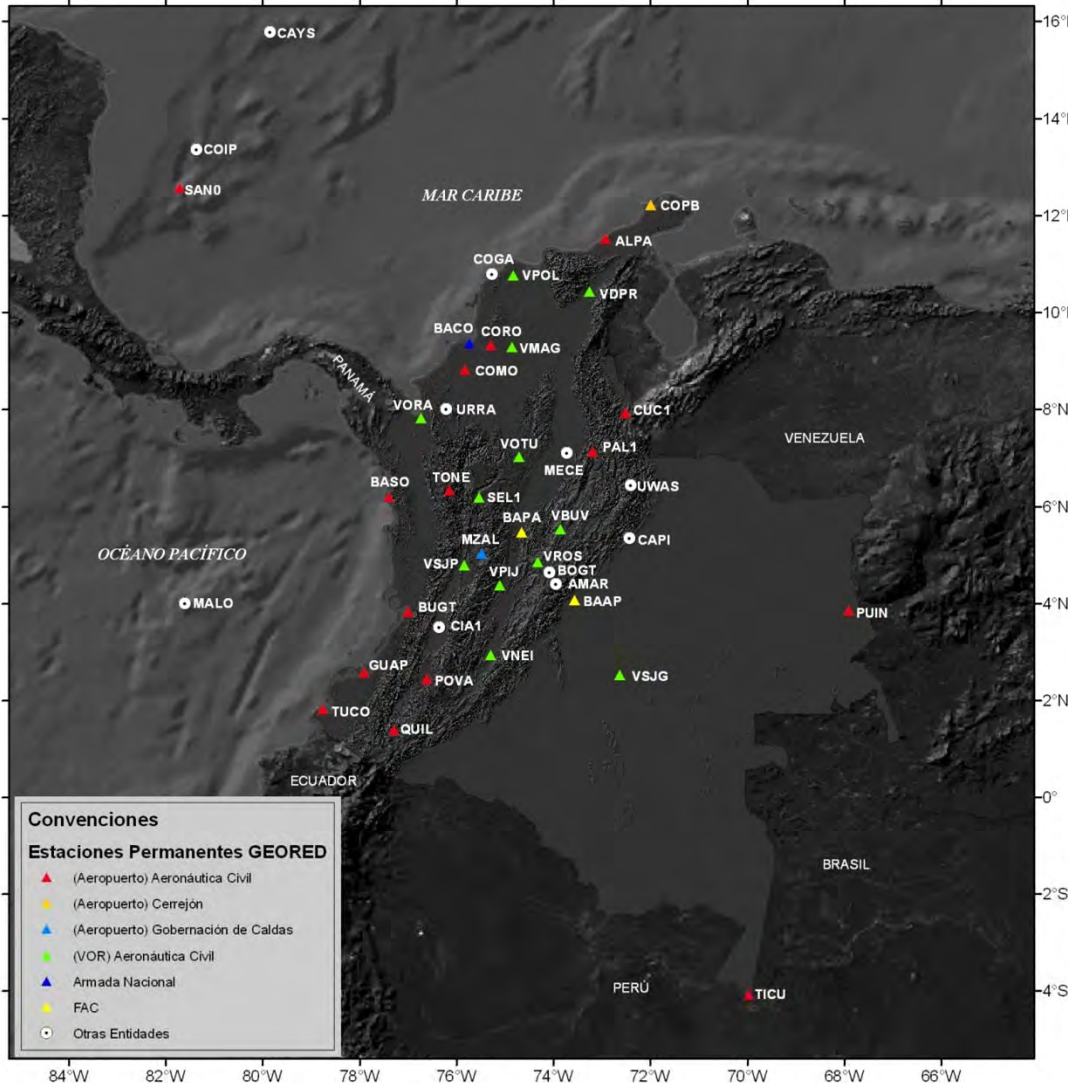 16°N
CAYS
14°N
COIP
SAN0
MAR CARIBE
COPB
12°N
ALPA
COGA
VPOL
VDPR
10°N
BACO
CORO
VMAG
COMO
PANAMÁ
VORA
URRA
CUC1
8°N
VENEZUELA
VOTU
PAL1
MECE
TONE
UWAS
BASO
SEL1
6°N
BAPA
VBUV
MZAL
CAPI
OCÉANO PACÍFICO
VSJP
VROS
VPIJ
BOGT
AMAR
MALO
BAAP
4°N
BUGT
PUIN
CIA1
VNEI
GUAP
POVA
VSJG
TUCO
2°N
QUIL
ECUADOR
0°
BRASIL
2°S
PERÚ
TICU
4°S
Convenciones
Estaciones Permanentes GEORED
(Aeropuerto) Aeronáutica Civil
(Aeropuerto) Cerrejón
(Aeropuerto) Gobernación de Caldas
(VOR) Aeronáutica Civil
Armada Nacional
FAC
Otras Entidades
84°W 82°W 80°W 78°W 76°W 74°W 72°W 70°W 68°W 66°W